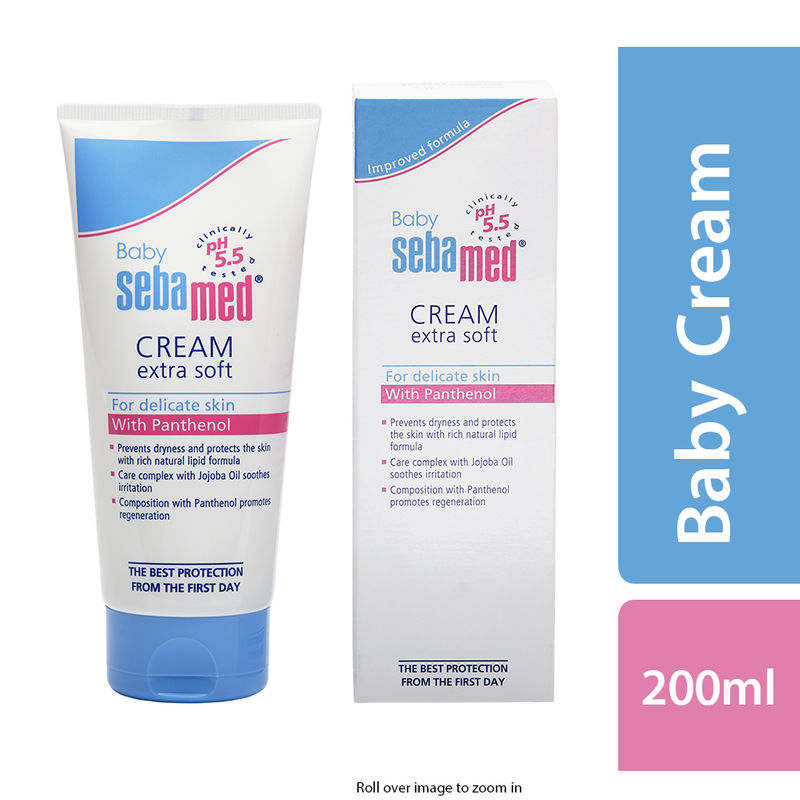 Baby
clinically
pH
5.5
tested
sebamed®
CREAM
extra soft
For delicate skin
With Panthenol
Prevents dryness and protects the skin
with rich natural lipid formula
Care complex with Jojoba Oil soothes
irritation
Composition with Panthenol promotes
regeneration
THE BEST PROTECTION
FROM THE FIRST DAY
Improved formula
Baby
clinically
pH
5.5
tested
sebamed®
CREAM
extra soft
For delicate skin
With Panthenol
Prevents dryness and protects
the skin with rich natural lipid
formula
Care complex with Jojoba Oil
soothes irritation
Composition with Panthenol
promotes regeneration
THE BEST PROTECTION
FROM THE FIRST DAY
Baby Cream
200ml
Roll over image to zoom in